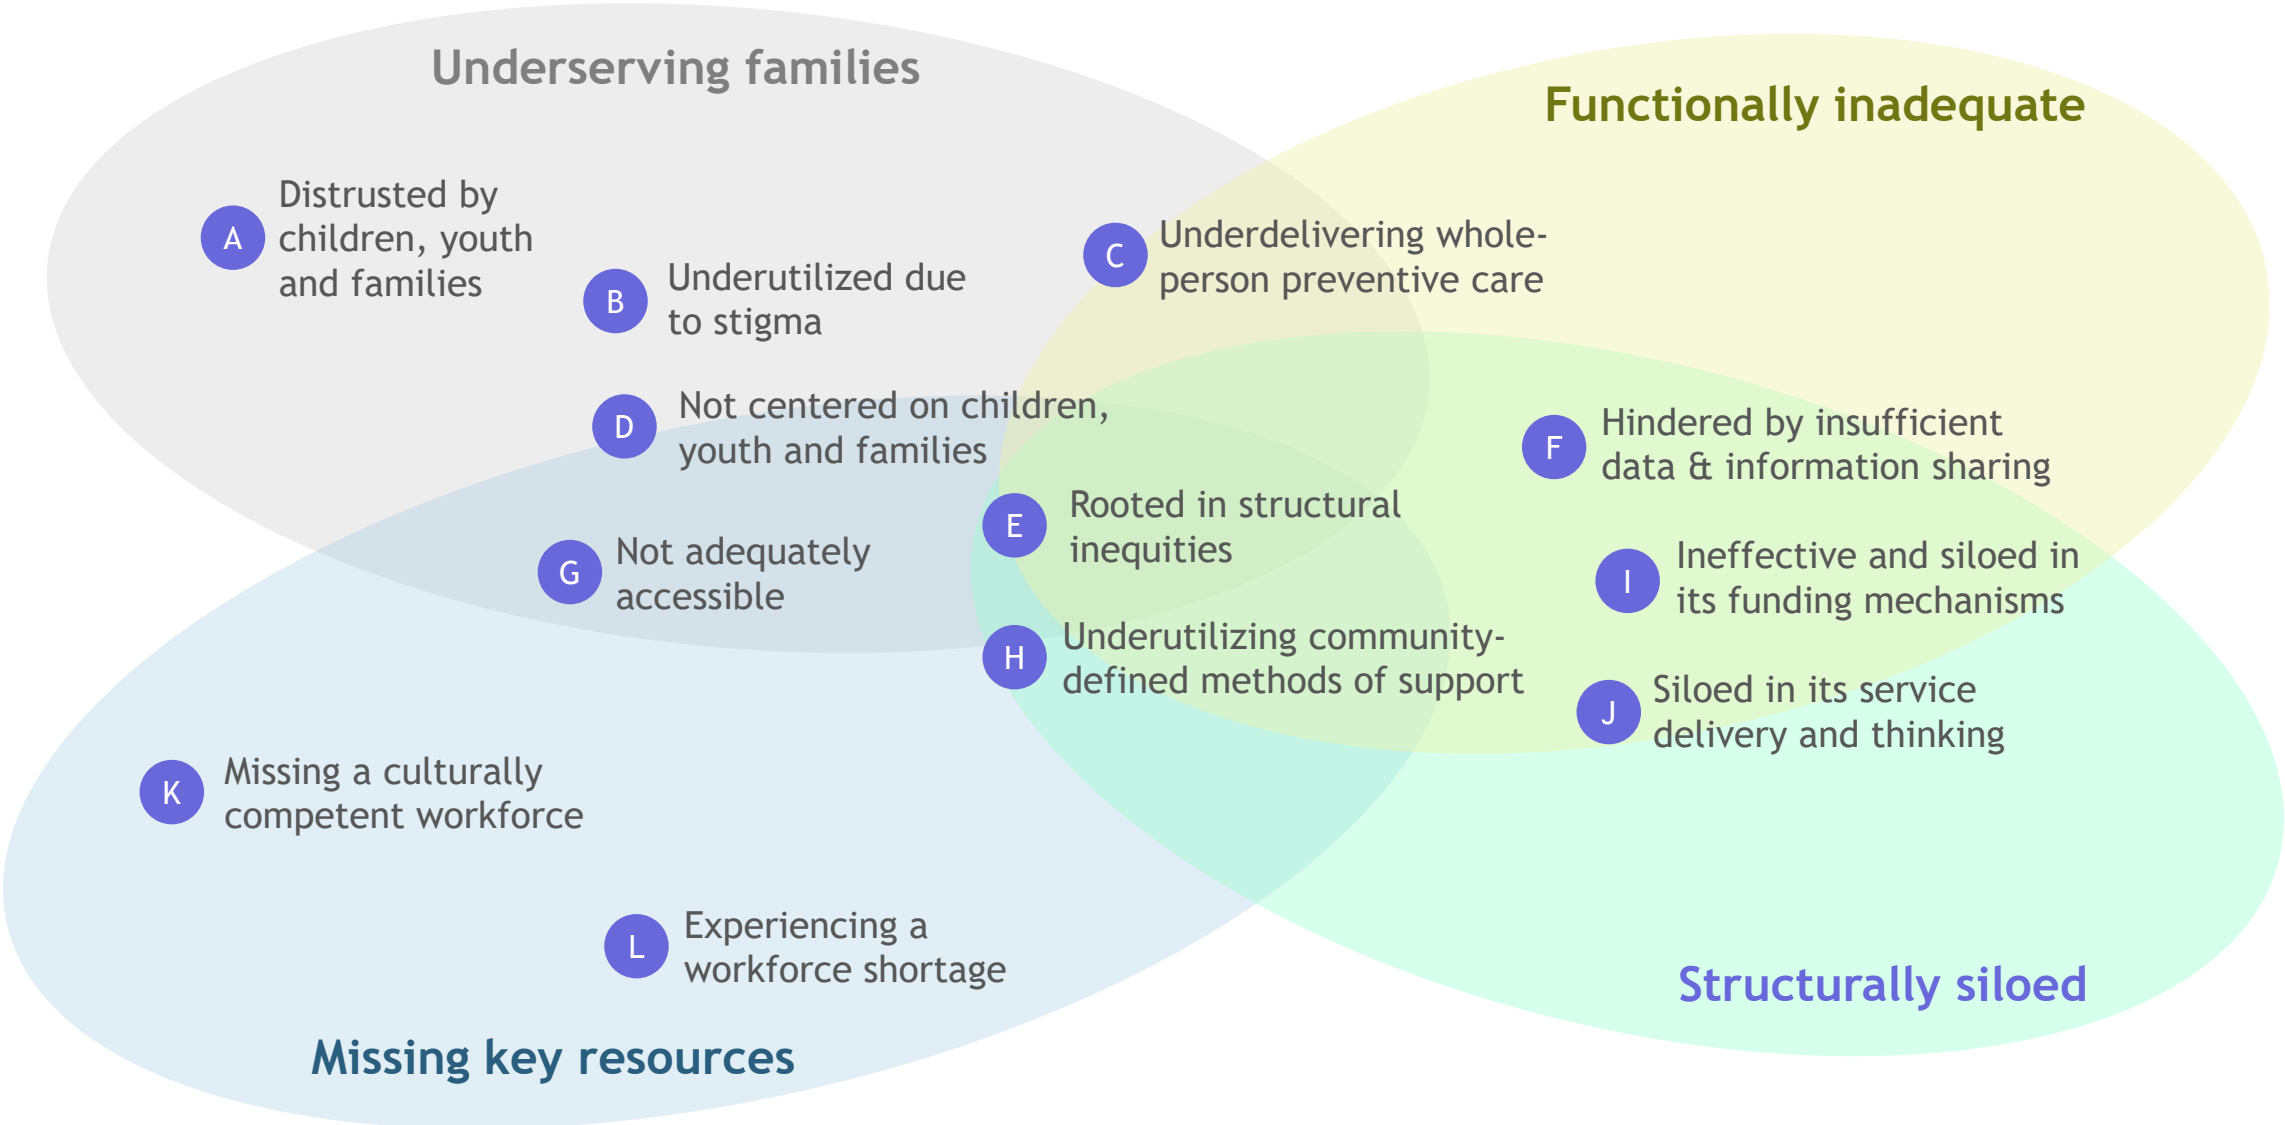 Underserving families
Functionally inadequate
A
Distrusted by
children, youth
and families
B
Underutilized due
to stigma
C
Underdelivering whole-
person preventive care
D
Not centered on children,
youth and families
E
Rooted in structural
inequities
F
Hindered by insufficient
data & information sharing
G
Not adequately
accessible
H
Underutilizing community-
defined methods of support
I
Ineffective and siloed in
its funding mechanisms
J
Siloed in its service
delivery and thinking
K
Missing a culturally
competent workforce
L
Experiencing a
workforce shortage
Missing key resources
Structurally siloed